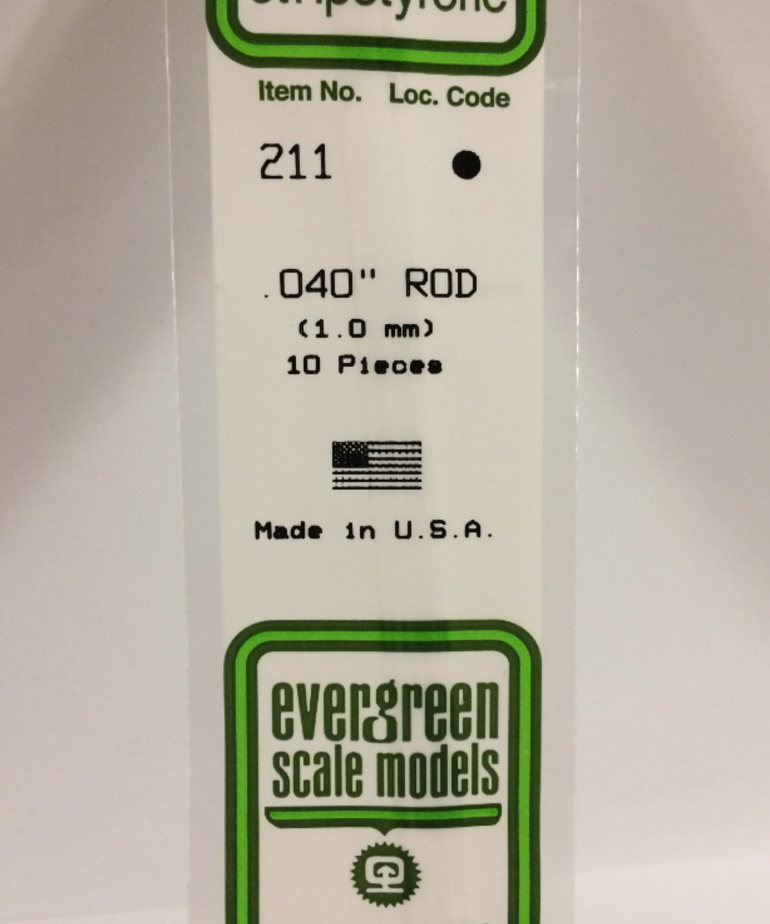 Item No. Loc. Code
211
.040" ROD
(1.0 mm)
10 Pieces
Made in U.S.A.
evergreen
scale models